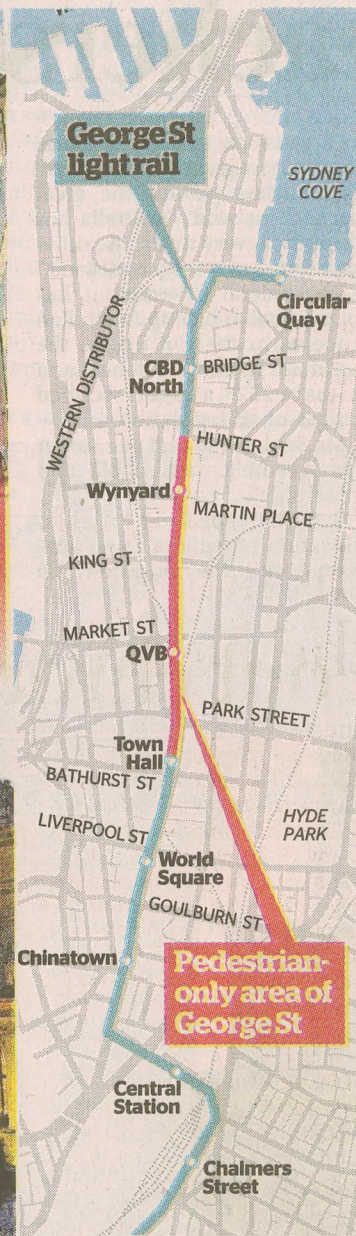 George St
light rail
SYDNEY
COVE
Circular
Quay
WESTERN DISTRIBUTOR
CBD
North
BRIDGE ST
HUNTER ST
Wynyard
MARTIN PLACE
KING ST
MARKET ST
QVB
PARK STREET
Town
Hall
BATHURST ST
HYDE
PARK
LIVERPOOL ST
World
Square
GOULBURN ST
Chinatown
Pedestrian-
only area of
George St
Central
Station
Chalmers
Street